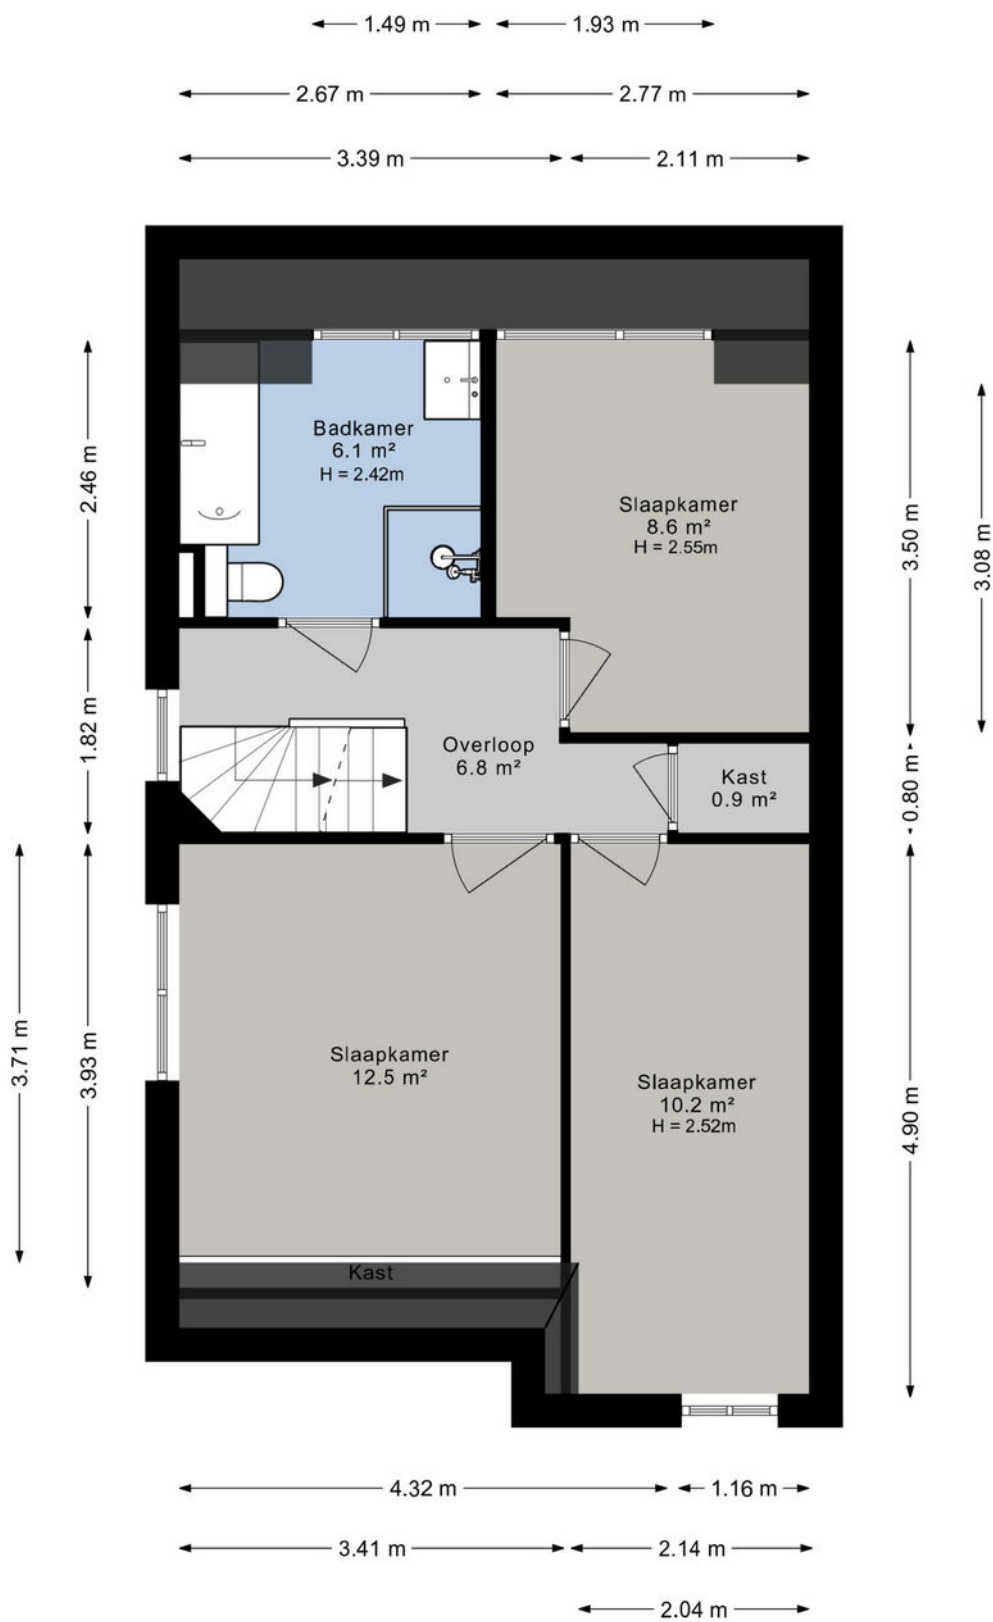 1.49 m
1.93 m
2.67 m
2.77 m
3.39 m
2.11 m
Badkamer
6.1 m²
H = 2.42m
Slaapkamer
8.6 m²
H = 2.55m
2.46 m
3.50 m
3.08 m
1.82 m
Overloop
6.8 m²
Kast
0.9 m²
0.80 m
3.71 m
3.93 m
Slaapkamer
12.5 m²
Slaapkamer
10.2 m²
H = 2.52m
4.90 m
Kast
4.32 m
1.16 m
3.41 m
2.14 m
2.04 m